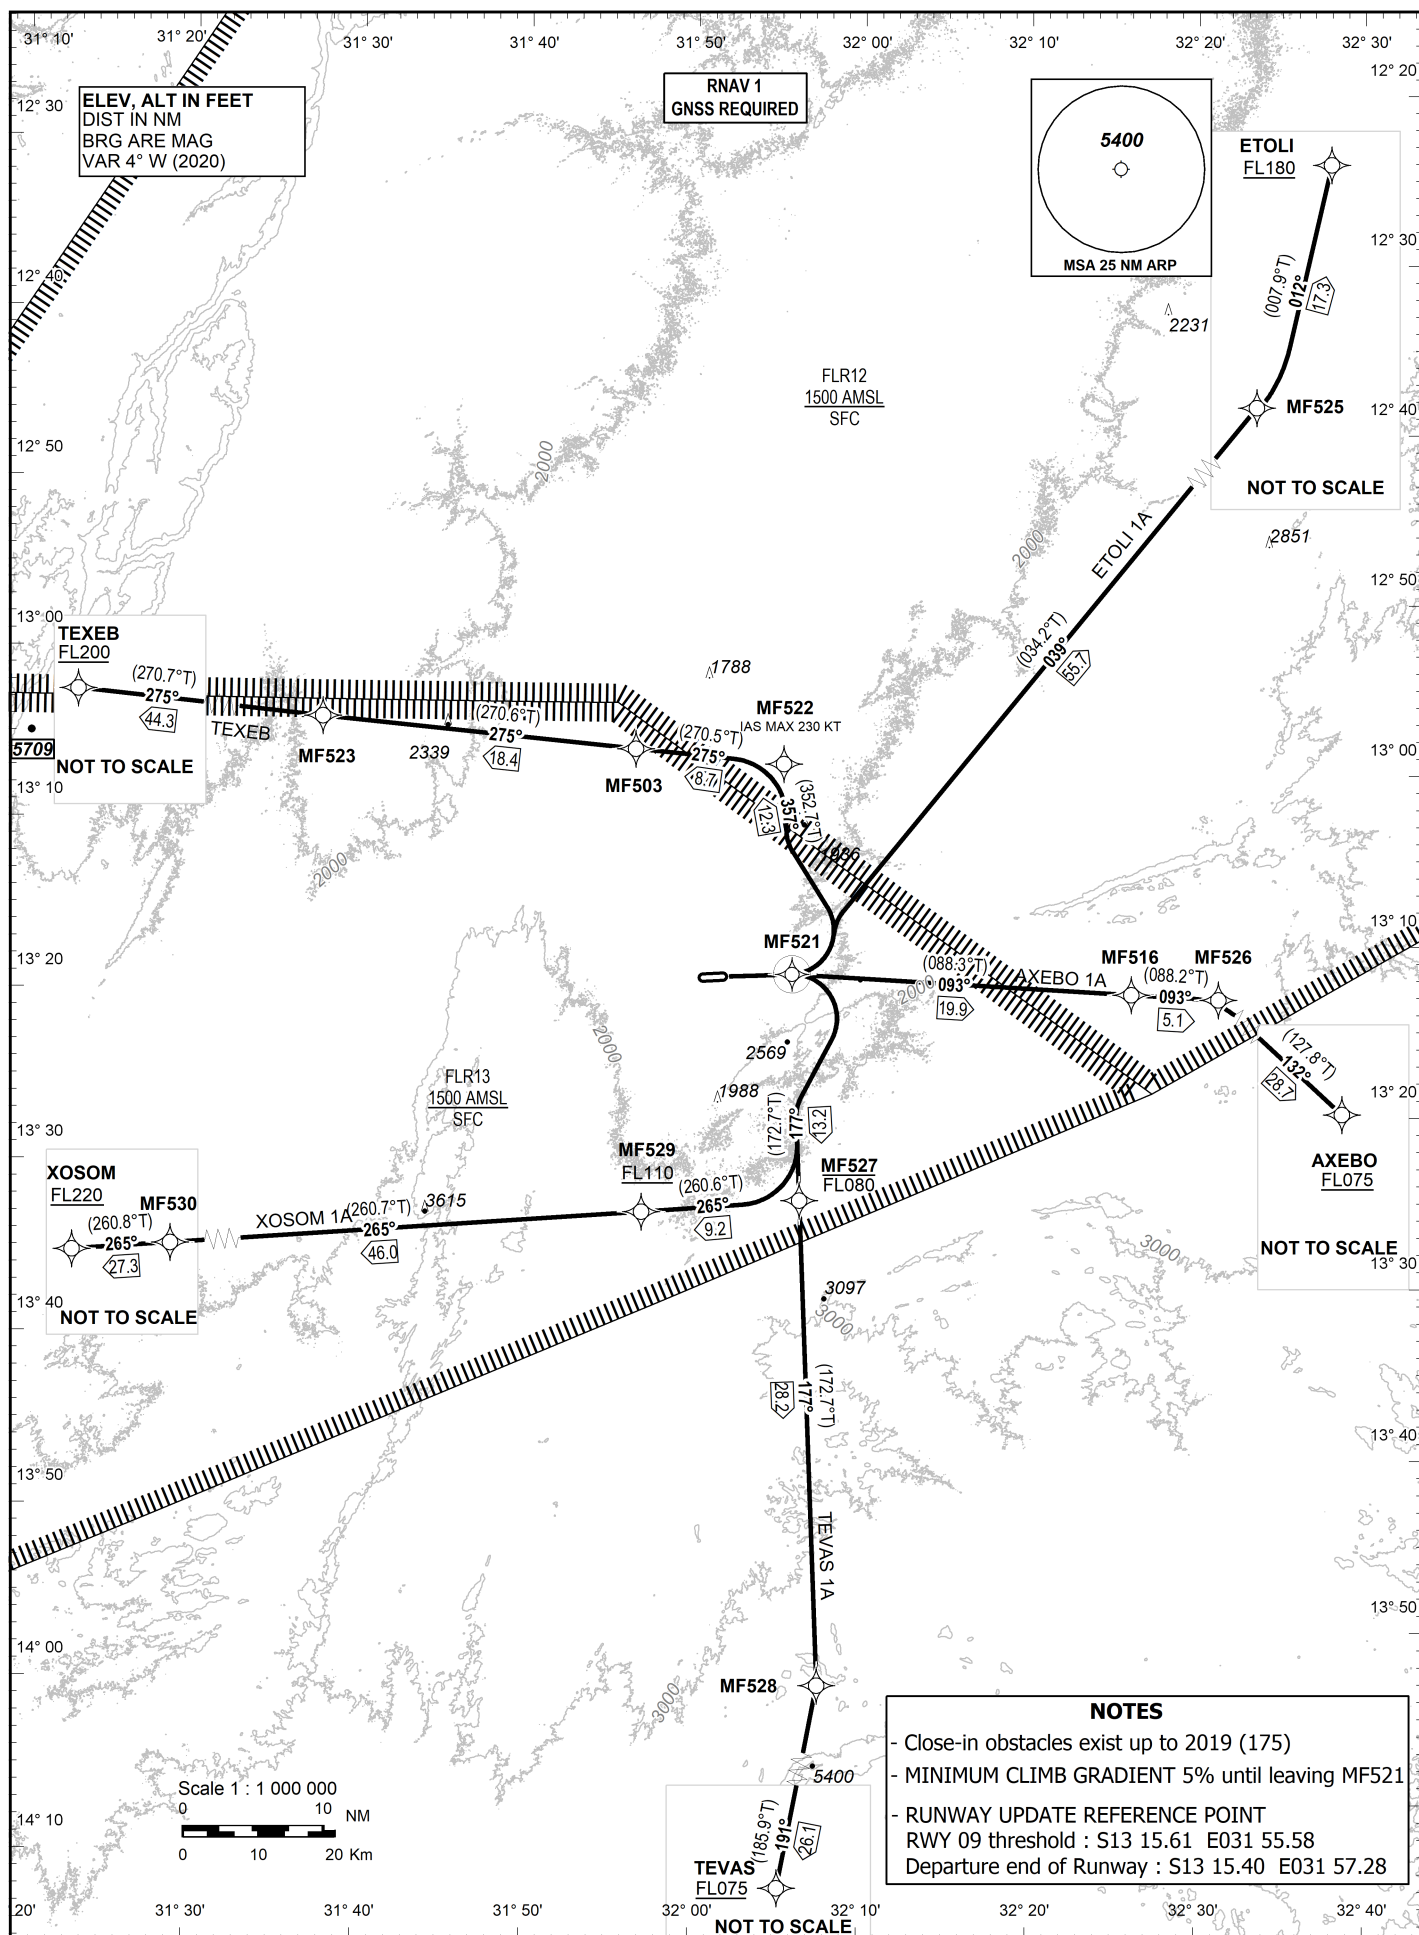 31° 10'
31° 20'
31° 30'
31° 40'
31° 50'
32° 00'
32° 10'
32° 20'
32° 30'
12° 20
12° 30
ELEV, ALT IN FEET
DIST IN NM
BRG ARE MAG
VAR 4° W (2020)
RNAV 1
GNSS REQUIRED
5400
MSA 25 NM ARP
ETOLI
FL180
12° 30
12° 40
(007.9°T)
012°
17.3
2231
FLR12
1500 AMSL
SFC
MF525
12° 40
12° 50
2000
NOT TO SCALE
ETOLI 1A
2000
2851
12° 50
13° 00
TEXEB
FL200
(270.7°T)
275°
44.3
TEXEB
MF523
NOT TO SCALE
5709
13° 10
2339
(270.6°T)
275°
18.4
MF503
1788
(270.5°T)
275°
8.7
MF522
IAS MAX 230 KT
(352.7°T)
357°
12.3
(034.2°T)
039°
55.7
13° 00
2000
13° 10
13° 20
MF521
(088.3°T)
093°
19.9
2000
AXEBO 1A
MF516
(088.2°T)
093°
5.1
MF526
(127.8°T)
132°
28.7
13° 20
2000
2569
1988
FLR13
1500 AMSL
SFC
13° 30
(172.7°T)
177°
13.2
MF529
FL110
(260.6°T)
265°
9.2
MF527
FL080
AXEBO
FL075
NOT TO SCALE
13° 30
XOSOM
FL220
MF530
(260.8°T)
265°
27.3
XOSOM 1A
(260.7°T)
265°
46.0
3615
NOT TO SCALE
13° 40
3000
3097
3000
(172.7°T)
177°
28.2
13° 40
13° 50
TEVAS 1A
13° 50
14° 00
3000
MF528
5400
NOTES
- Close-in obstacles exist up to 2019 (175)
- MINIMUM CLIMB GRADIENT 5% until leaving MF521
- RUNWAY UPDATE REFERENCE POINT
RWY 09 threshold : S13 15.61 E031 55.58
Departure end of Runway : S13 15.40 E031 57.28
Scale 1 : 1 000 000
0 10 NM
0 10 20 Km
14° 10
(185.9°T)
191°
26.1
TEVAS
FL075
NOT TO SCALE
20'
31° 30'
31° 40'
31° 50'
32° 00'
32° 10'
32° 20'
32° 30'
32° 40'